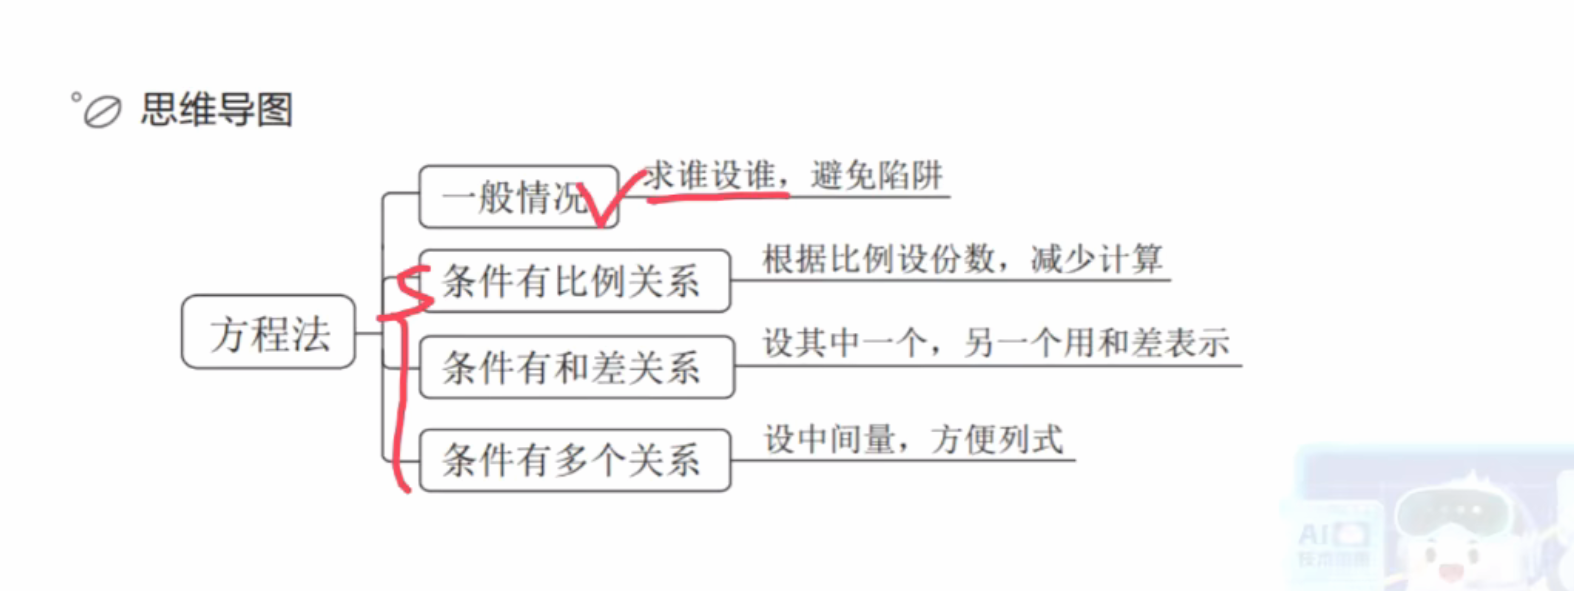 思维导图
一般情况
求谁设谁，避免陷阱
条件有比例关系
根据比例设份数，减少计算
方程法
条件有和差关系
设其中一个，另一个用和差表示
条件有多个关系
设中间量，方便列式
AI